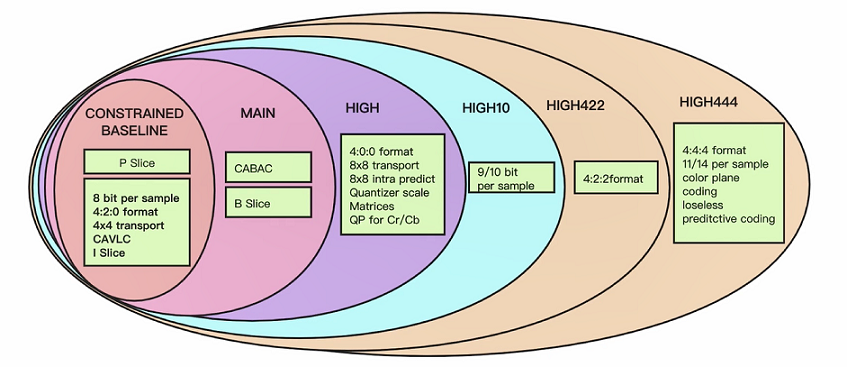 CONSTRAINED
BASELINE
P Slice
8 bit per sample
4:2:0 format
4x4 transport
CAVLC
I Slice
MAIN
CABAC
B Slice
HIGH
4:0:0 format
8x8 transport
8x8 intra predict
Quantizer scale
Matrices
QP for Cr/Cb
HIGH10
9/10 bit
per sample
HIGH422
4:2:2format
HIGH444
4:4:4 format
11/14 per sample
color plane
coding
loseless
preditctive coding